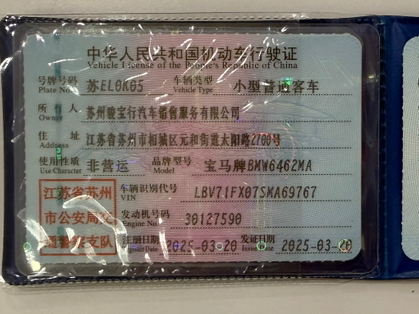 中华人民共和国机动车行驶证
Vehicle License of the People's Republic of China
号牌号码 Plate No. 苏EL0K05 车辆类型 Vehicle Type 小型普通客车
所有人 Owner 苏州骏宝行汽车销售服务有限公司
住址 Address 江苏省苏州市相城区元和街道太阳路2700号
使用性质 Use Character 非营运 品牌型号 Model 宝马牌BMW6462MA
江苏省苏州市公安局交通警察支队
车辆识别代号 VIN LBV71FX07SMA69767
发动机号码 Engine No. 30127590
注册日期 2025-03-20 发证日期 Issue Date 2025-03-20